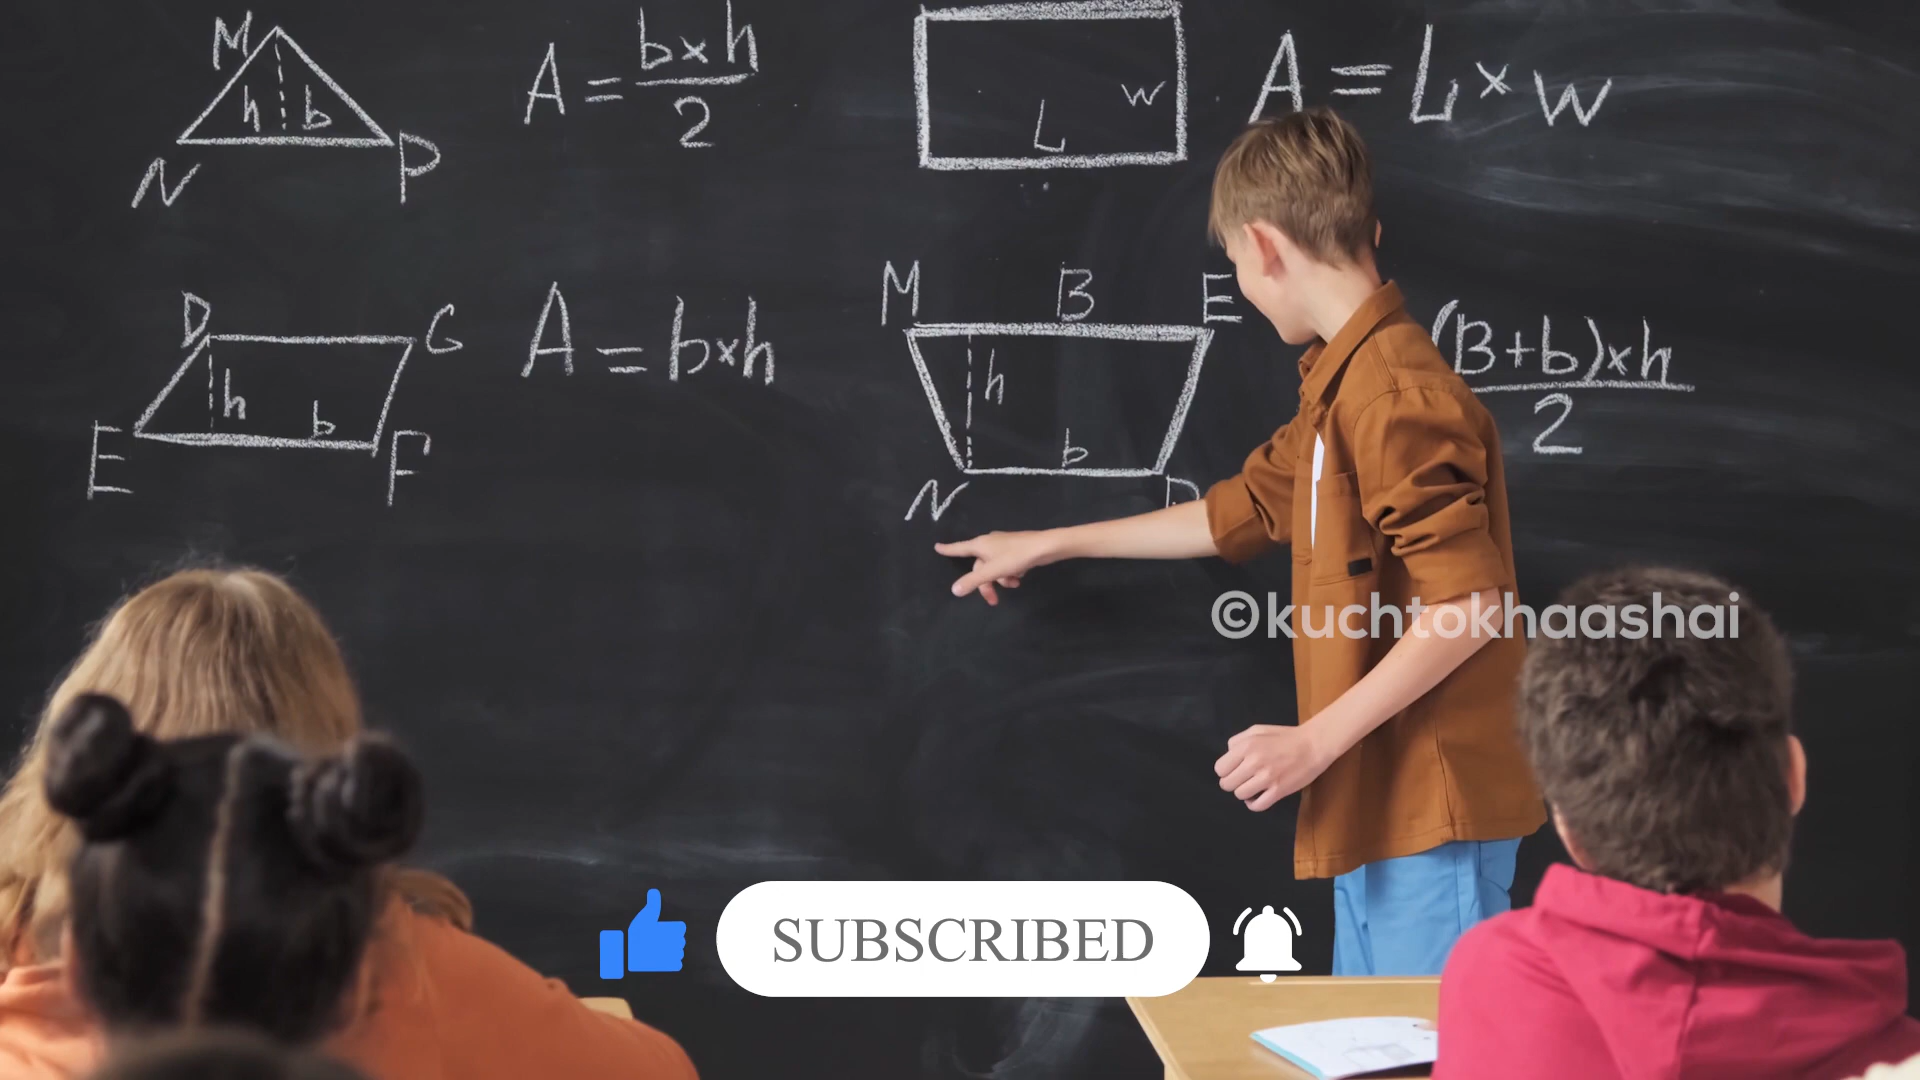 M
h b
N P
A = b×h
2
L w
A = L×w
D G
h b
E F
A = b×h
M B E
h
b
N
(B+b)×h
2
©kuchtokhaashai
SUBSCRIBED